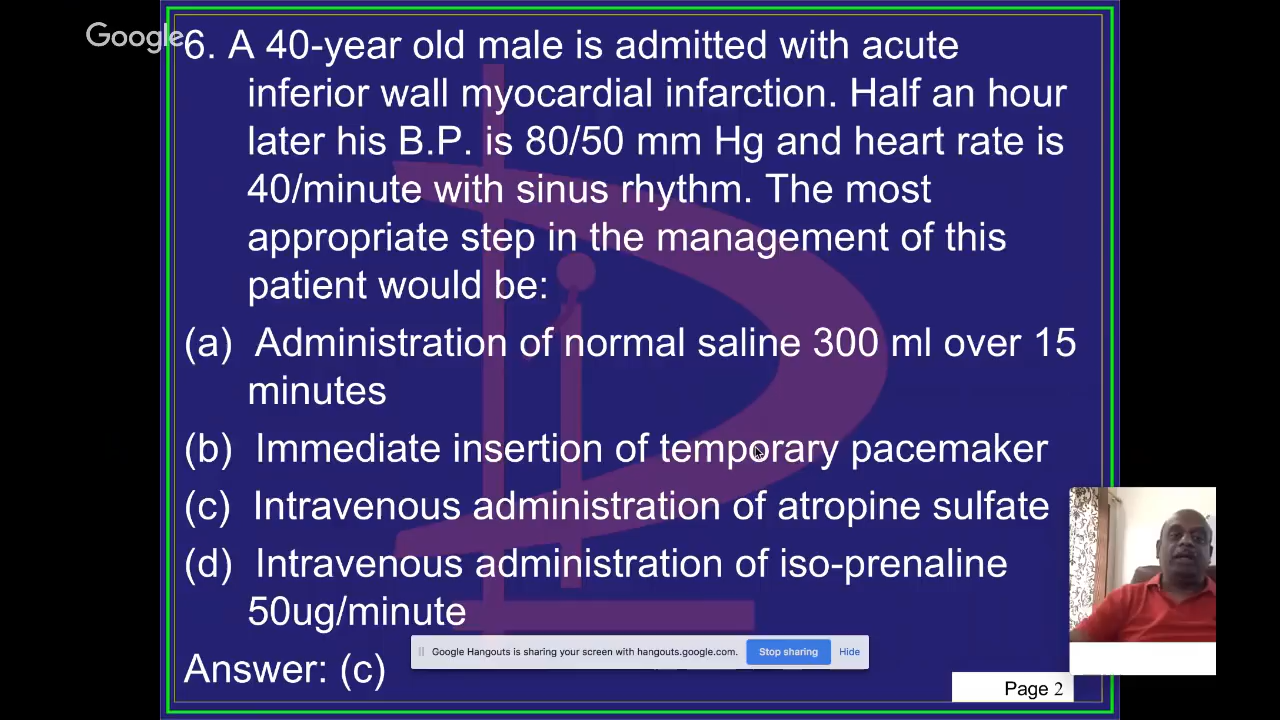 Google
6. A 40-year old male is admitted with acute
inferior wall myocardial infarction. Half an hour
later his B.P. is 80/50 mm Hg and heart rate is
40/minute with sinus rhythm. The most
appropriate step in the management of this
patient would be:
(a) Administration of normal saline 300 ml over 15
minutes
(b) Immediate insertion of temporary pacemaker
(c) Intravenous administration of atropine sulfate
(d) Intravenous administration of iso-prenaline
50ug/minute
Google Hangouts is sharing your screen with hangouts.google.com. Stop sharing Hide
Answer: (c)
Page 2